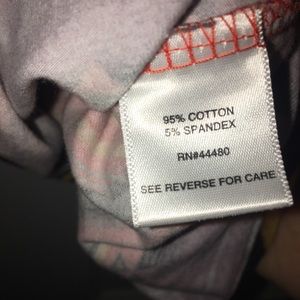 95% COTTON
5% SPANDEX
RN#44480
SEE REVERSE FOR CARE